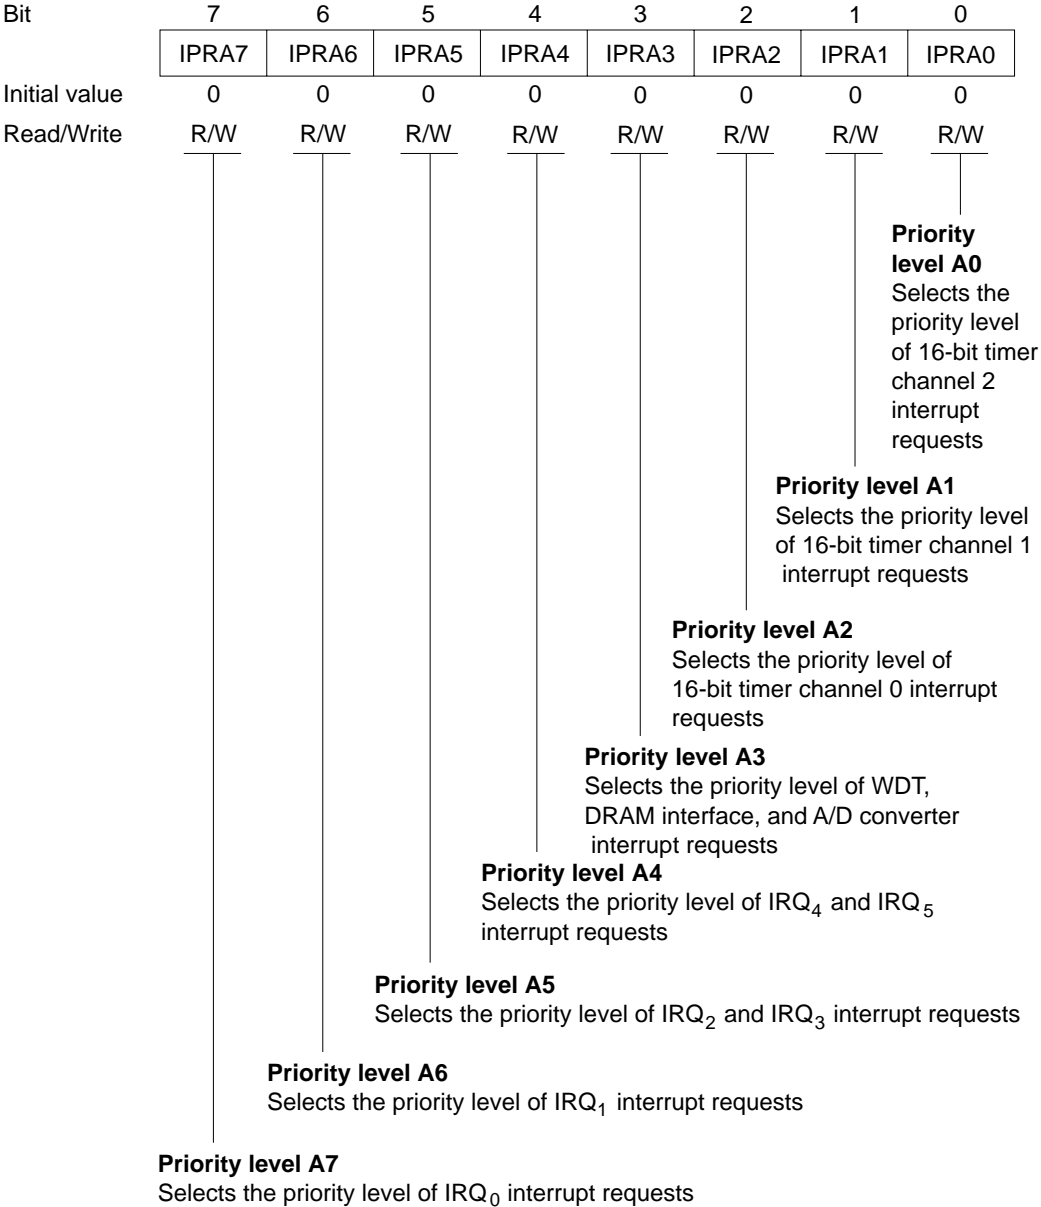 Bit 7 6 5 4 3 2 1 0
IPRA7 IPRA6 IPRA5 IPRA4 IPRA3 IPRA2 IPRA1 IPRA0
Initial value 0 0 0 0 0 0 0 0
Read/Write R/W R/W R/W R/W R/W R/W R/W R/W
Priority
level A0
Selects the
priority level
of 16-bit timer
channel 2
interrupt
requests
Priority level A1
Selects the priority level
of 16-bit timer channel 1
interrupt requests
Priority level A2
Selects the priority level of
16-bit timer channel 0 interrupt
requests
Priority level A3
Selects the priority level of WDT,
DRAM interface, and A/D converter
interrupt requests
Priority level A4
Selects the priority level of IRQ4 and IRQ5
interrupt requests
Priority level A5
Selects the priority level of IRQ2 and IRQ3 interrupt requests
Priority level A6
Selects the priority level of IRQ1 interrupt requests
Priority level A7
Selects the priority level of IRQ0 interrupt requests